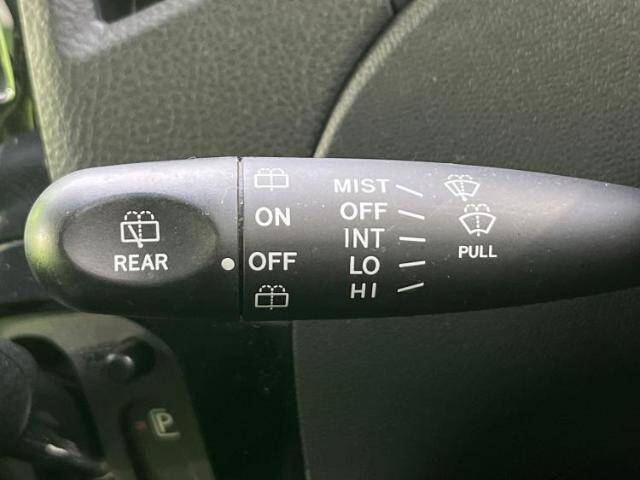 REAR
ON
OFF
MIST
OFF
INT
LO
HI
PULL
P